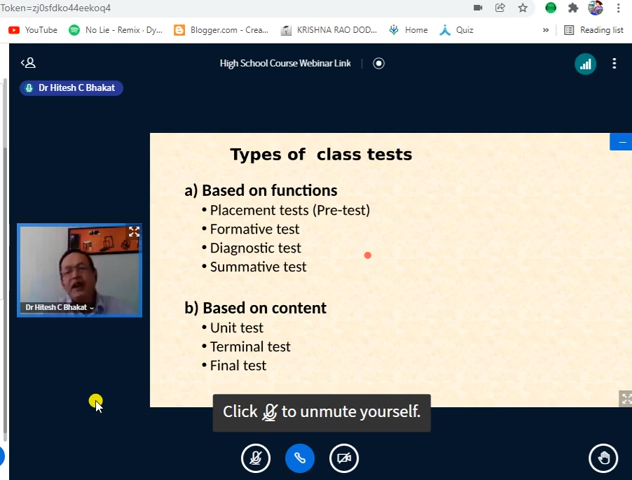 Token=zj0sfdko44eekoq4
YouTube
No Lie - Remix · Dy...
Blogger.com - Crea...
KRISHNA RAO DOD...
Home
Quiz
»
Reading list
High School Course Webinar Link
Dr Hitesh C Bhakat
Types of class tests
a) Based on functions
• Placement tests (Pre-test)
• Formative test
• Diagnostic test
• Summative test
Dr Hitesh C Bhakat
b) Based on content
• Unit test
• Terminal test
• Final test
Click to unmute yourself.